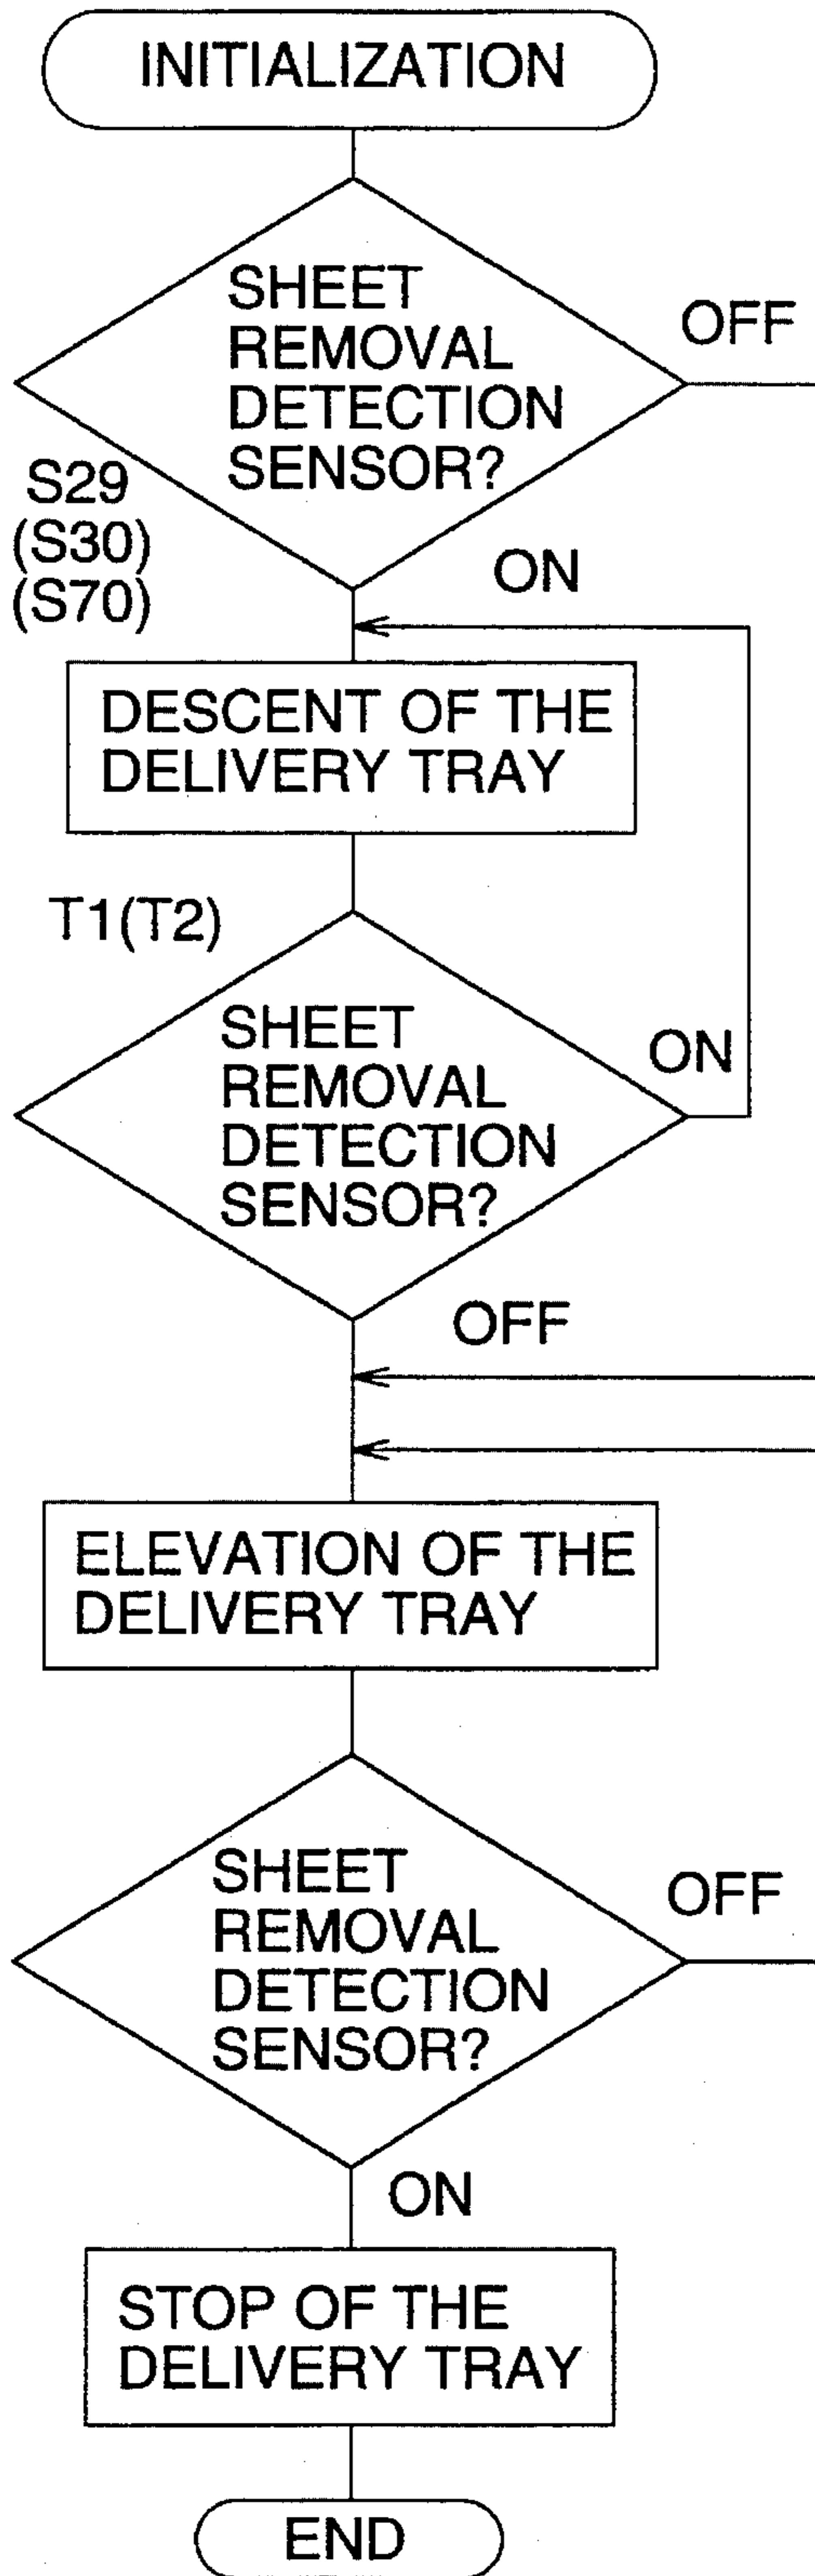 INITIALIZATION
SHEET
REMOVAL
DETECTION
SENSOR?
OFF
S29
(S30)
(S70)
ON
DESCENT OF THE
DELIVERY TRAY
T1(T2)
SHEET
REMOVAL
DETECTION
SENSOR?
ON
OFF
ELEVATION OF THE
DELIVERY TRAY
SHEET
REMOVAL
DETECTION
SENSOR?
OFF
ON
STOP OF THE
DELIVERY TRAY
END